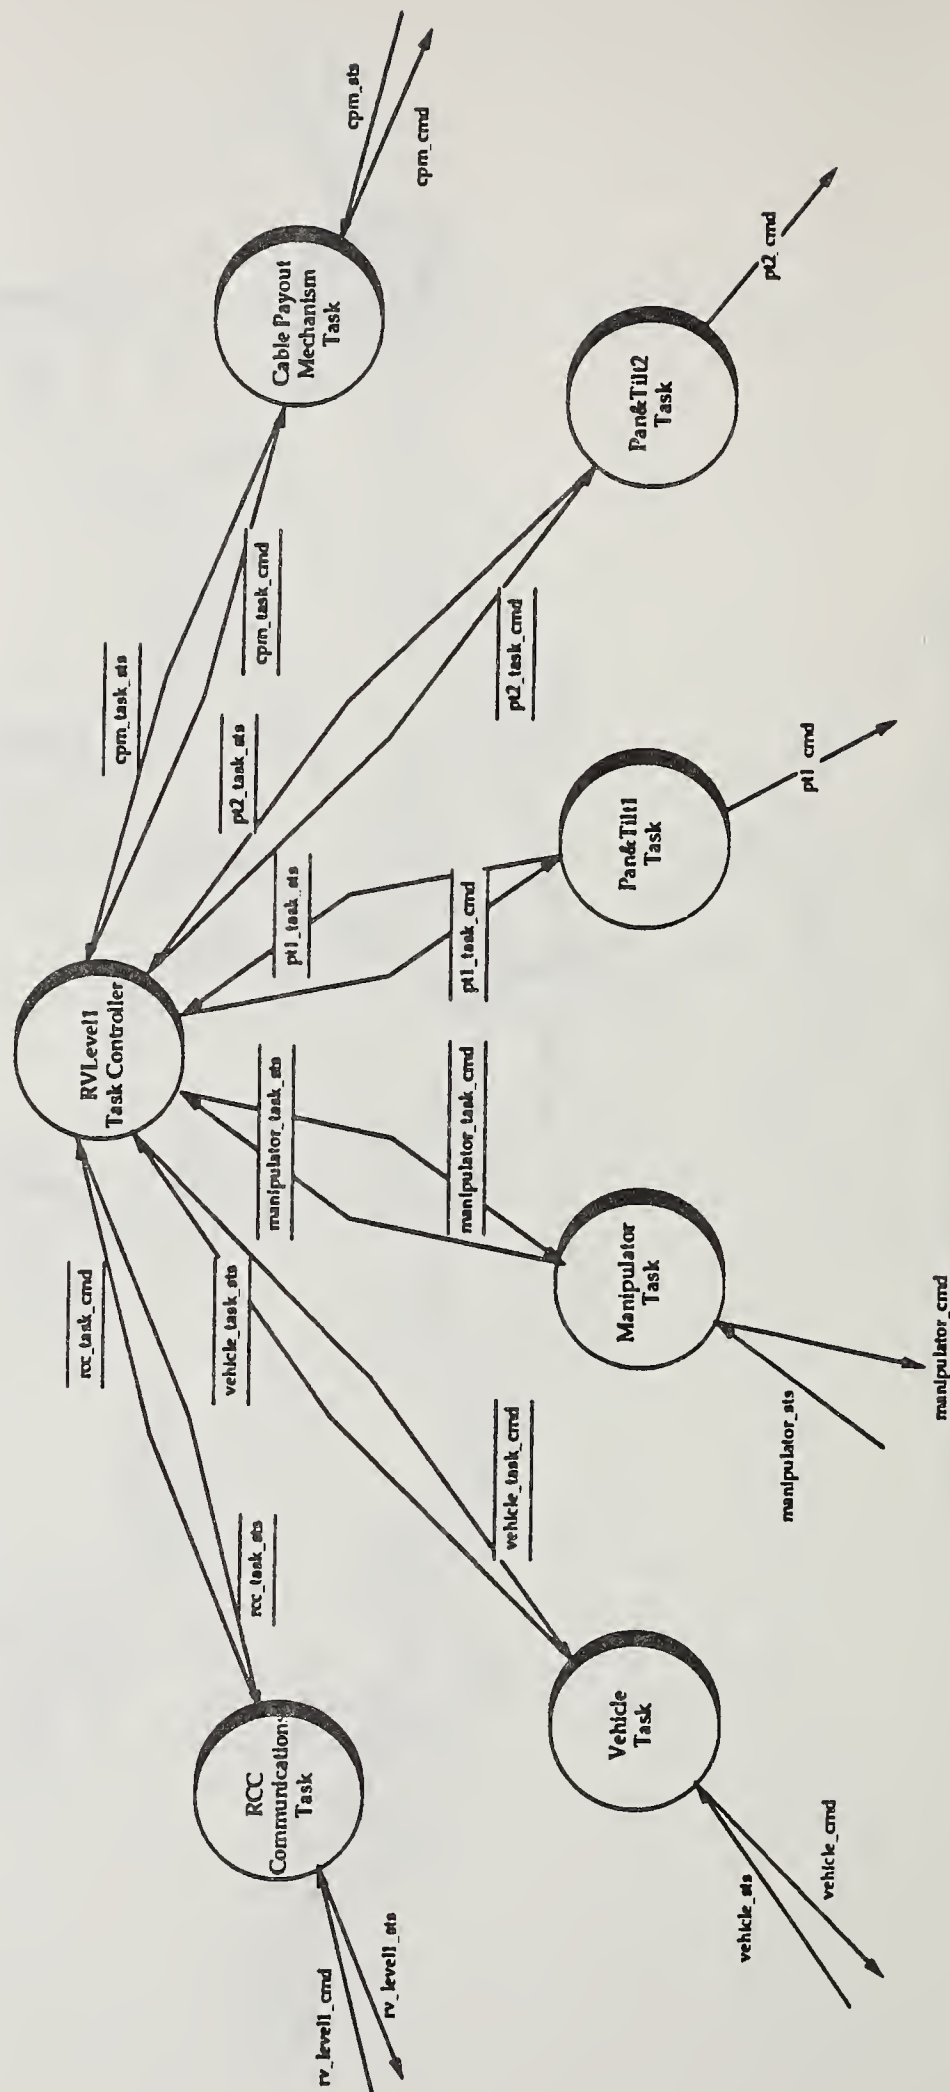 RVLevel1
Task Controller
rcc_task_cmd
rcc_task_sts
RCC
Communications
Task
rv_level1_cmd
rv_level1_sts
vehicle_task_sts
vehicle_task_cmd
Vehicle
Task
vehicle_sts
vehicle_cmd
manipulator_task_sts
manipulator_task_cmd
Manipulator
Task
manipulator_sts
manipulator_cmd
pt1_task_sts
pt1_task_cmd
Pan&Tilt1
Task
pt1_cmd
pt2_task_sts
pt2_task_cmd
Pan&Tilt2
Task
pt2_cmd
cpm_task_sts
cpm_task_cmd
Cable Payout
Mechanism
Task
cpm_sts
cpm_cmd